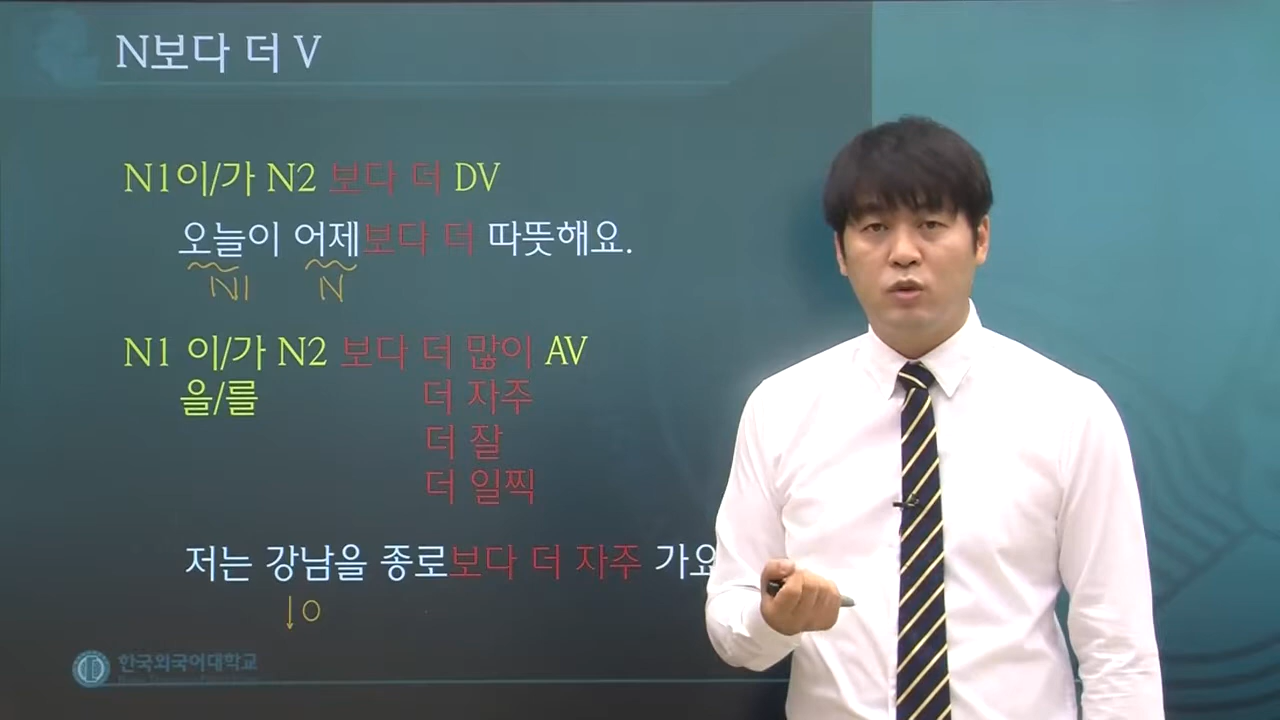 N보다 더 V
N1이/가 N2 보다 더 DV
오늘이 어제보다 더 따뜻해요.
N1 N
N1 이/가 N2 보다 더 많이 AV
을/를 더 자주
더 잘
더 일찍
저는 강남을 종로보다 더 자주 가요
↓o
한국외국어대학교